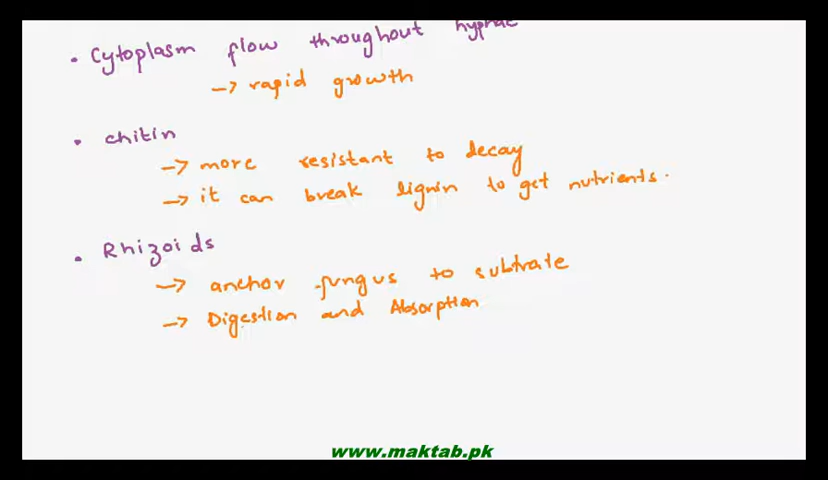 • Cytoplasm flow throughout hyphae
→ rapid growth
• chitin
→ more resistant to decay
→ it can break lignin to get nutrients.
• Rhizoids
→ anchor fungus to subtrate
→ Digestion and Absorption
www.maktab.pk